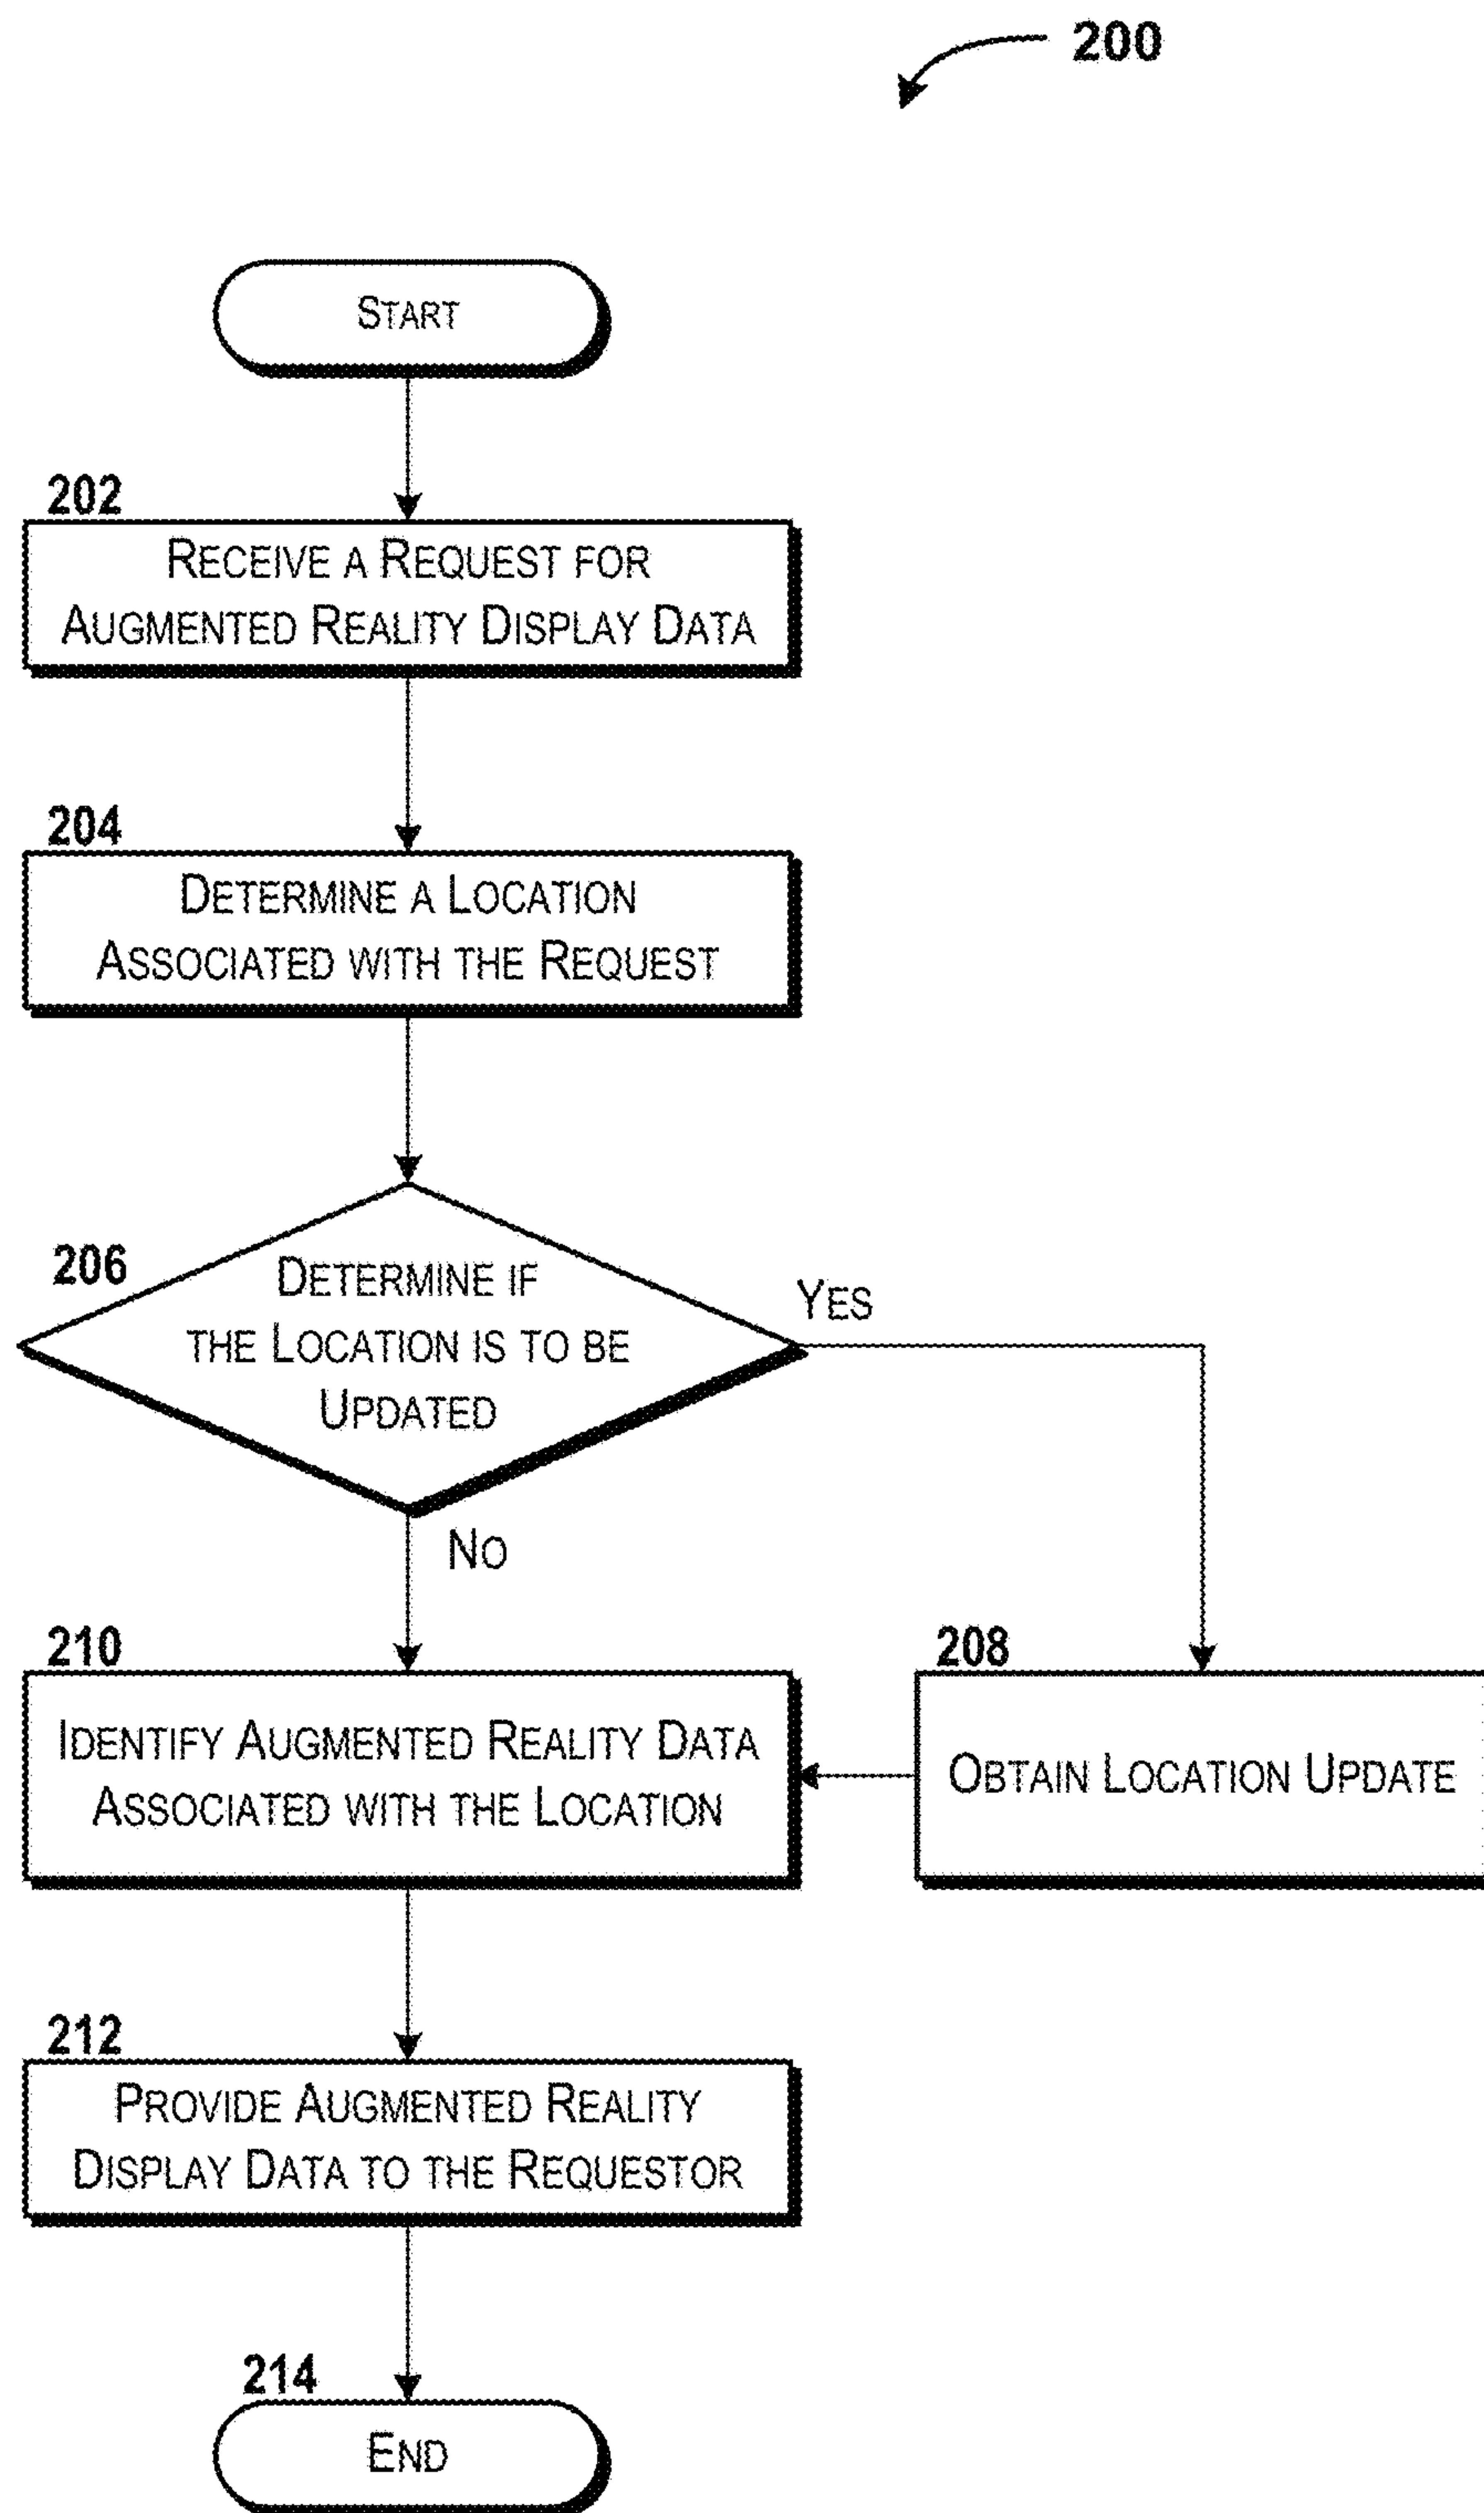 200
START
202
RECEIVE A REQUEST FOR
AUGMENTED REALITY DISPLAY DATA
204
DETERMINE A LOCATION
ASSOCIATED WITH THE REQUEST
206
DETERMINE IF
THE LOCATION IS TO BE
UPDATED
YES
NO
210
IDENTIFY AUGMENTED REALITY DATA
ASSOCIATED WITH THE LOCATION
208
OBTAIN LOCATION UPDATE
212
PROVIDE AUGMENTED REALITY
DISPLAY DATA TO THE REQUESTOR
214
END